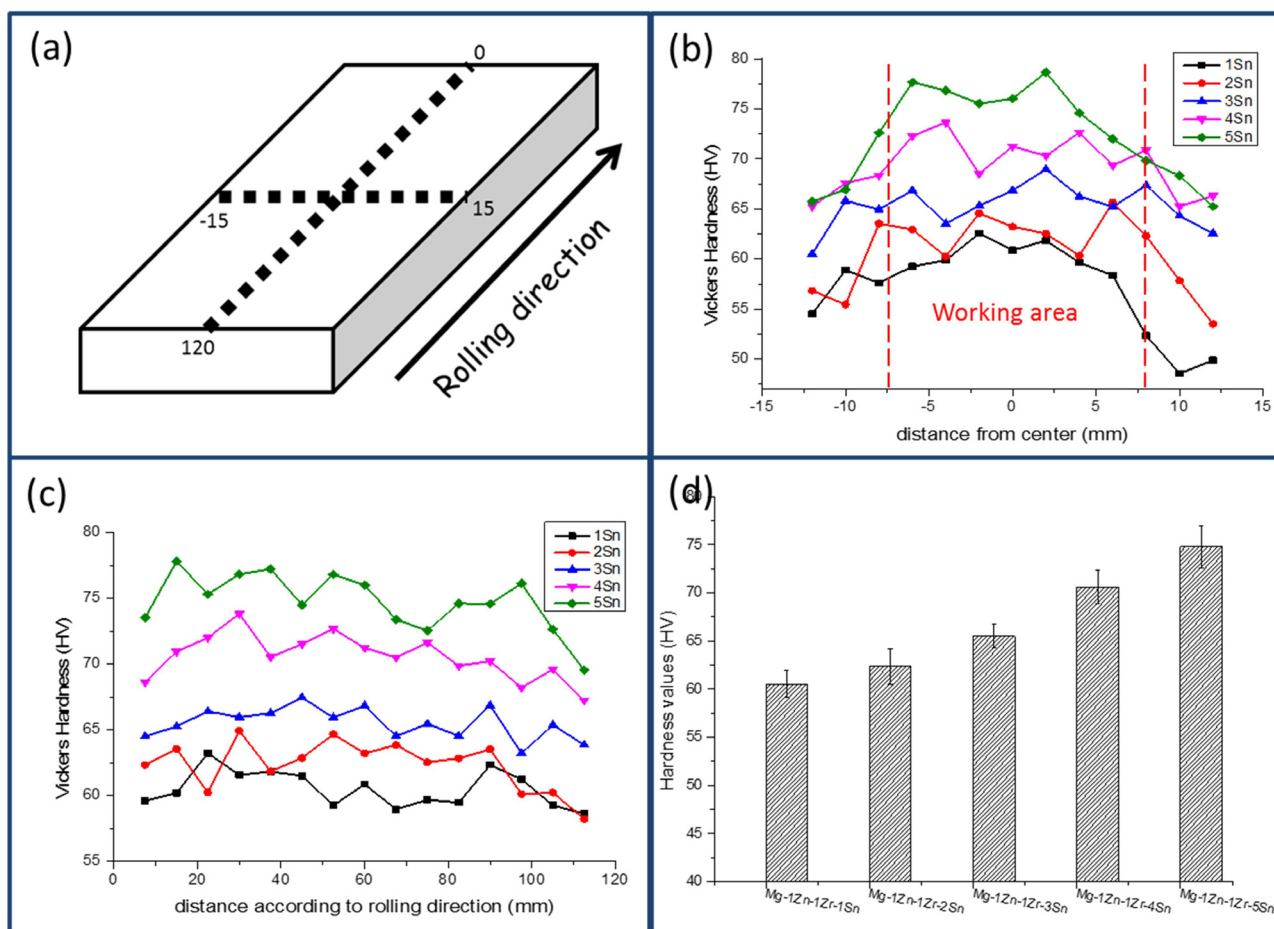 (a)
0
-15
15
120
Rolling direction
(b)
80
75
70
65
60
55
50
-15
-10
-5
0
5
10
15
Vickers Hardness (HV)
distance from center (mm)
1Sn
2Sn
3Sn
4Sn
5Sn
Working area
(c)
80
75
70
65
60
55
0
20
40
60
80
100
120
Vickers Hardness (HV)
distance according to rolling direction (mm)
1Sn
2Sn
3Sn
4Sn
5Sn
(d)
80
75
70
65
60
55
50
45
40
Hardness values (HV)
Mg-1Zn-1Zr-1Sn
Mg-1Zn-1Zr-2Sn
Mg-1Zn-1Zr-3Sn
Mg-1Zn-1Zr-4Sn
Mg-1Zn-1Zr-5Sn